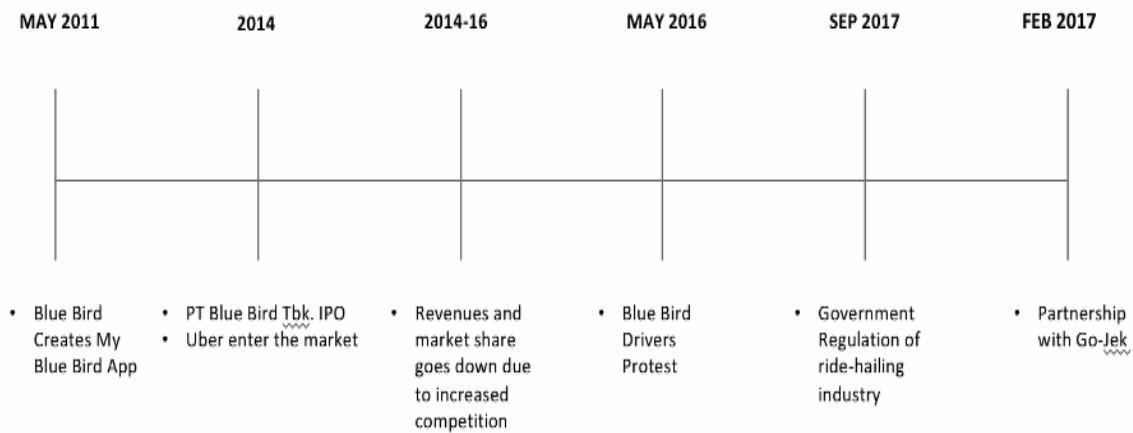 MAY 2011
2014
2014-16
MAY 2016
SEP 2017
FEB 2017
• Blue Bird
Creates My
Blue Bird App
• PT Blue Bird Tbk. IPO
• Uber enter the market
• Revenues and
market share
goes down due
to increased
competition
• Blue Bird
Drivers
Protest
• Government
Regulation of
ride-hailing
industry
• Partnership
with Go-Jek